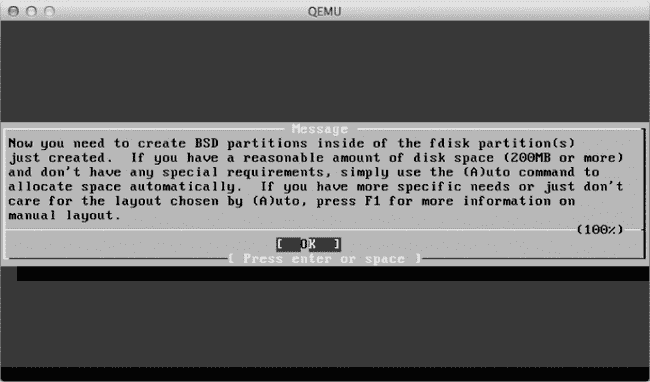 QEMU
Message
Now you need to create BSD partitions inside of the fdisk partition(s)
just created.  If you have a reasonable amount of disk space (200MB or more)
and don't have any special requirements, simply use the (A)uto command to
allocate space automatically.  If you have more specific needs or just don't
care for the layout chosen by (A)uto, press F1 for more information on
manual layout.
(100%)
[  OK  ]
[ Press enter or space ]